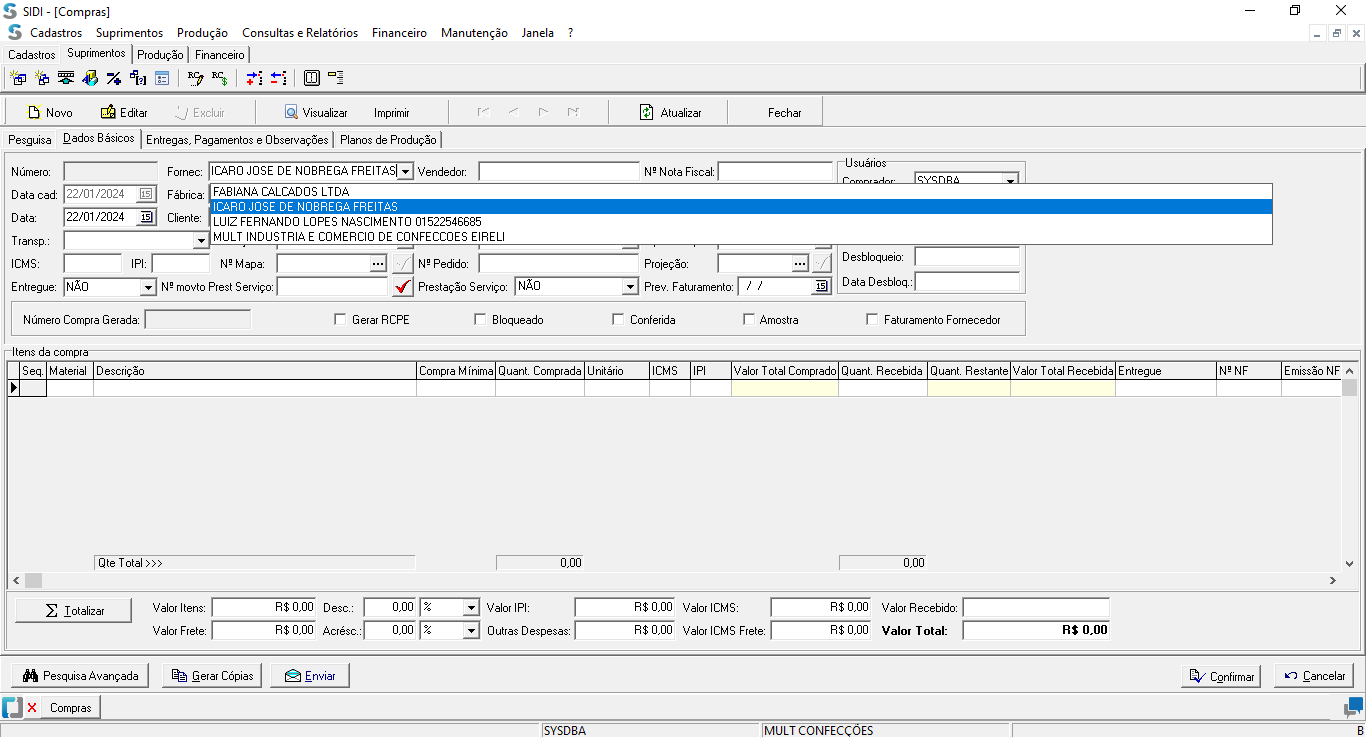 SIDI - [Compras]
Cadastros Suprimentos Produção Consultas e Relatórios Financeiro Manutenção Janela ?
Cadastros Suprimentos Produção Financeiro
Novo Editar Excluir Visualizar Imprimir Atualizar Fechar
Pesquisa Dados Básicos Entregas, Pagamentos e Observações Planos de Produção
Número: Fornec: ICARO JOSE DE NOBREGA FREITAS Vendedor: Nº Nota Fiscal: Usuários
Comprador: SYSDBA
Data cad: 22/01/2024 15 Fábrica: FABIANA CALCADOS LTDA
ICARO JOSE DE NOBREGA FREITAS
Data: 22/01/2024 15 Cliente: LUIZ FERNANDO LOPES NASCIMENTO 01522546685
Transp.: MULT INDUSTRIA E COMERCIO DE CONFECCOES EIRELI
ICMS: IPI: Nº Mapa: ... Nº Pedido: Projeção: ... Desbloqueio:
Entregue: NÃO Nº movto Prest Serviço: Prestação Serviço: NÃO Prev. Faturamento: / / 15 Data Desbloq.:
Número Compra Gerada: Gerar RCPE Bloqueado Conferida Amostra Faturamento Fornecedor
Itens da compra
Seq. Material Descrição Compra Mínima Quant. Comprada Unitário ICMS IPI Valor Total Comprado Quant. Recebida Quant. Restante Valor Total Recebida Entregue Nº NF Emissão NF
Qte Total >>> 0,00 0,00
Totalizar Valor Itens: R$ 0,00 Desc.: 0,00 % Valor IPI: R$ 0,00 Valor ICMS: R$ 0,00 Valor Recebido:
Valor Frete: R$ 0,00 Acrésc.: 0,00 % Outras Despesas: R$ 0,00 Valor ICMS Frete: R$ 0,00 Valor Total: R$ 0,00
Pesquisa Avançada Gerar Cópias Enviar Confirmar Cancelar
Compras
SYSDBA MULT CONFECÇÕES B